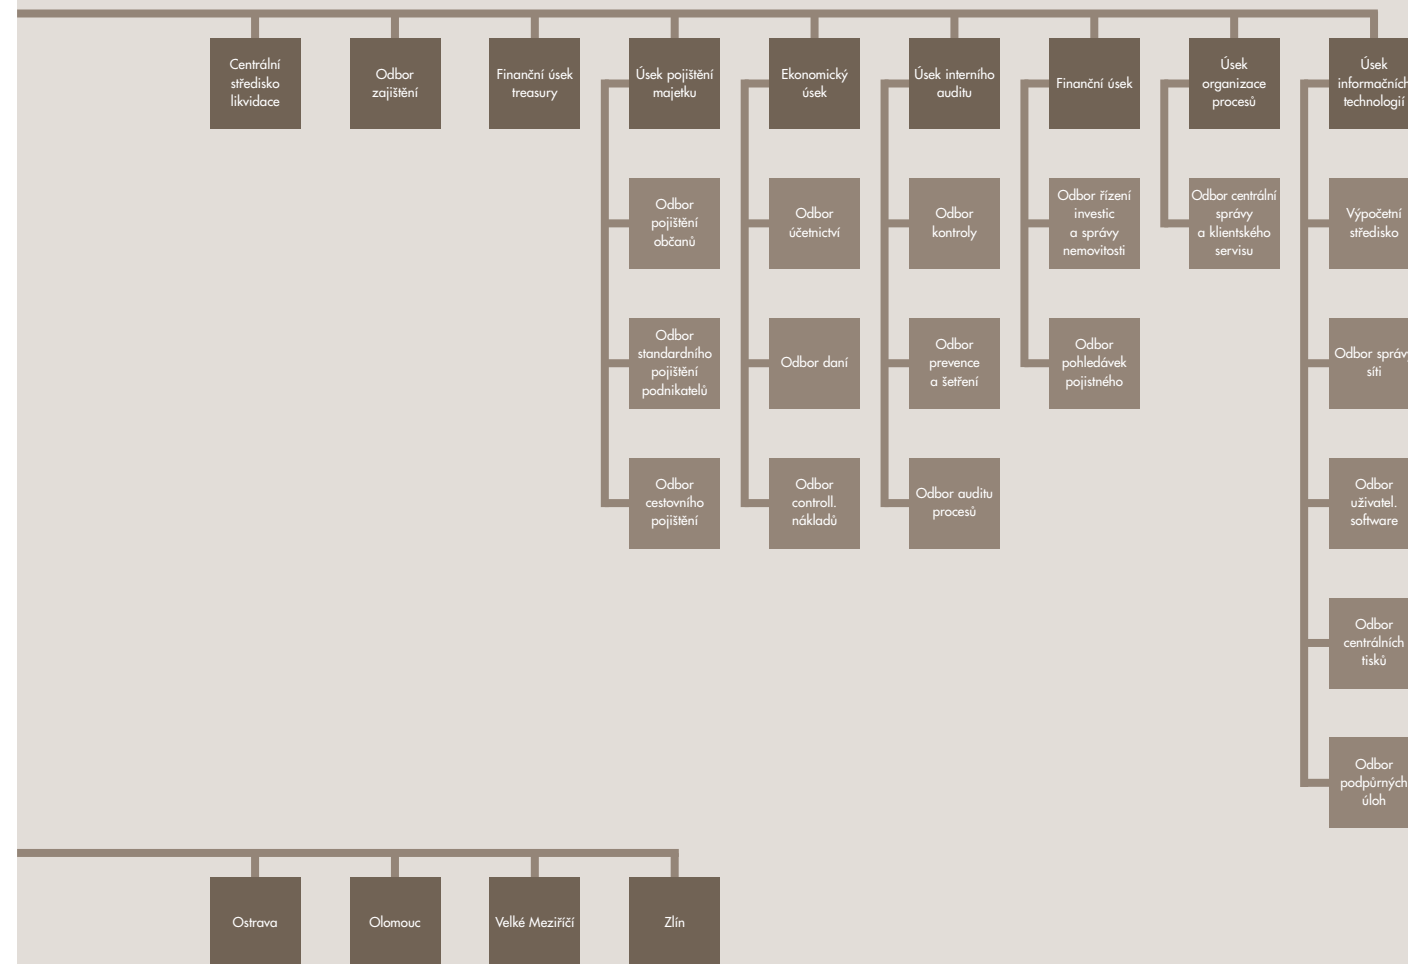 Centrální
středisko
likvidace
Odbor
zajištění
Finanční úsek
treasury
Úsek pojištění
majetku
Ekonomický
úsek
Úsek interního
auditu
Finanční úsek
Úsek
organizace
procesů
Úsek
informačních
technologií
Odbor
pojištění
občanů
Odbor
účetnictví
Odbor
kontroly
Odbor řízení
investic
a správy
nemovitosti
Odbor centrální
správy
a klientského
servisu
Výpočetní
středisko
Odbor
standardního
pojištění
podnikatelů
Odbor daní
Odbor
prevence
a šetření
Odbor
pohledávek
pojistného
Odbor správy
síti
Odbor
cestovního
pojištění
Odbor
controll.
nákladů
Odbor auditu
procesů
Odbor
uživatel.
software
Odbor
centrálních
tisků
Odbor
podpůrných
úloh
Ostrava
Olomouc
Velké Meziříčí
Zlín